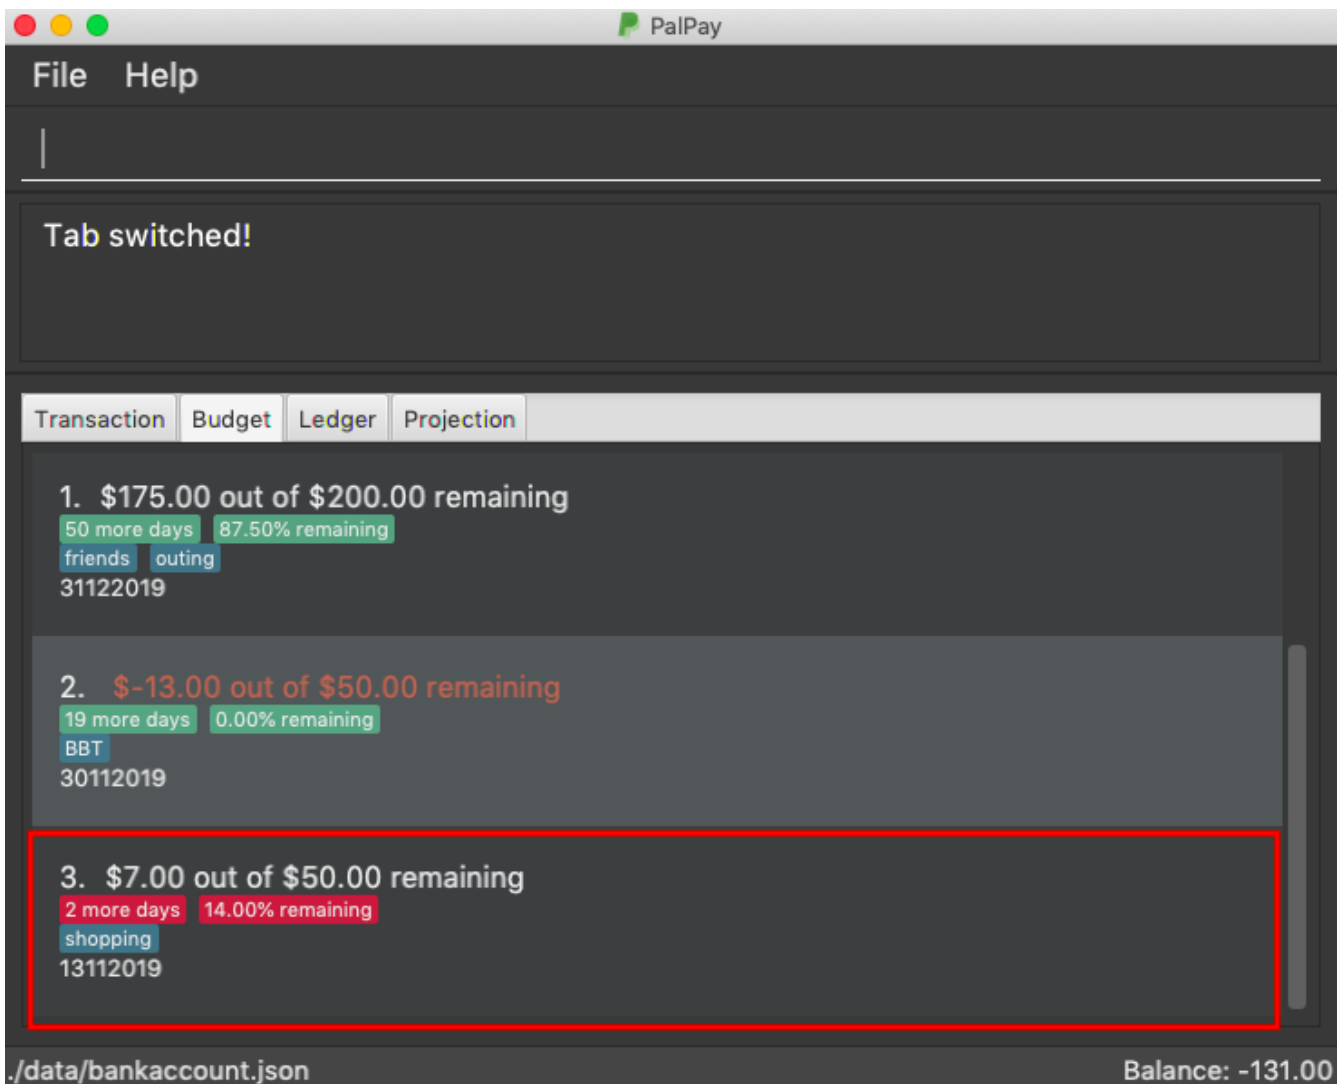 PalPay
File Help
Tab switched!
Transaction Budget Ledger Projection
1. $175.00 out of $200.00 remaining
50 more days 87.50% remaining
friends outing
31122019
2. $-13.00 out of $50.00 remaining
19 more days 0.00% remaining
BBT
30112019
3. $7.00 out of $50.00 remaining
2 more days 14.00% remaining
shopping
13112019
./data/bankaccount.json Balance: -131.00